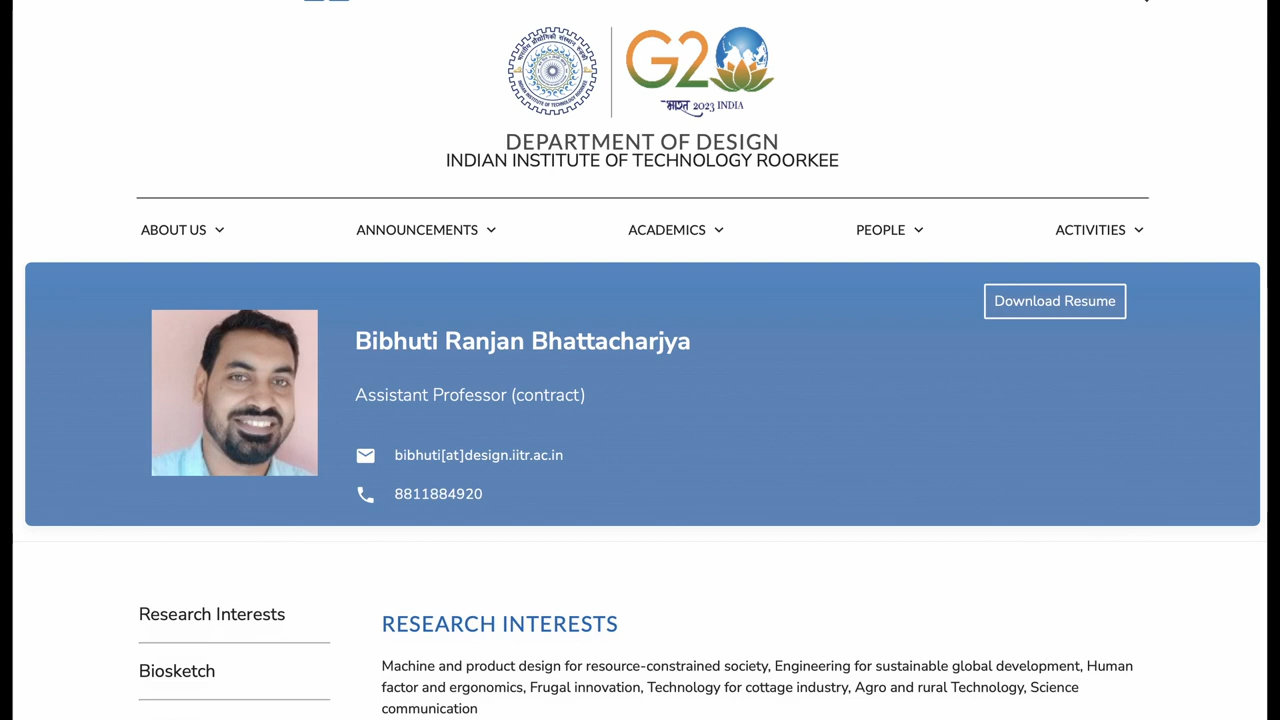 G20
भारत 2023 INDIA
DEPARTMENT OF DESIGN
INDIAN INSTITUTE OF TECHNOLOGY ROORKEE
ABOUT US
ANNOUNCEMENTS
ACADEMICS
PEOPLE
ACTIVITIES
Download Resume
Bibhuti Ranjan Bhattacharjya
Assistant Professor (contract)
bibhuti[at]design.iitr.ac.in
8811884920
Research Interests
Biosketch
RESEARCH INTERESTS
Machine and product design for resource-constrained society, Engineering for sustainable global development, Human
factor and ergonomics, Frugal innovation, Technology for cottage industry, Agro and rural Technology, Science
communication